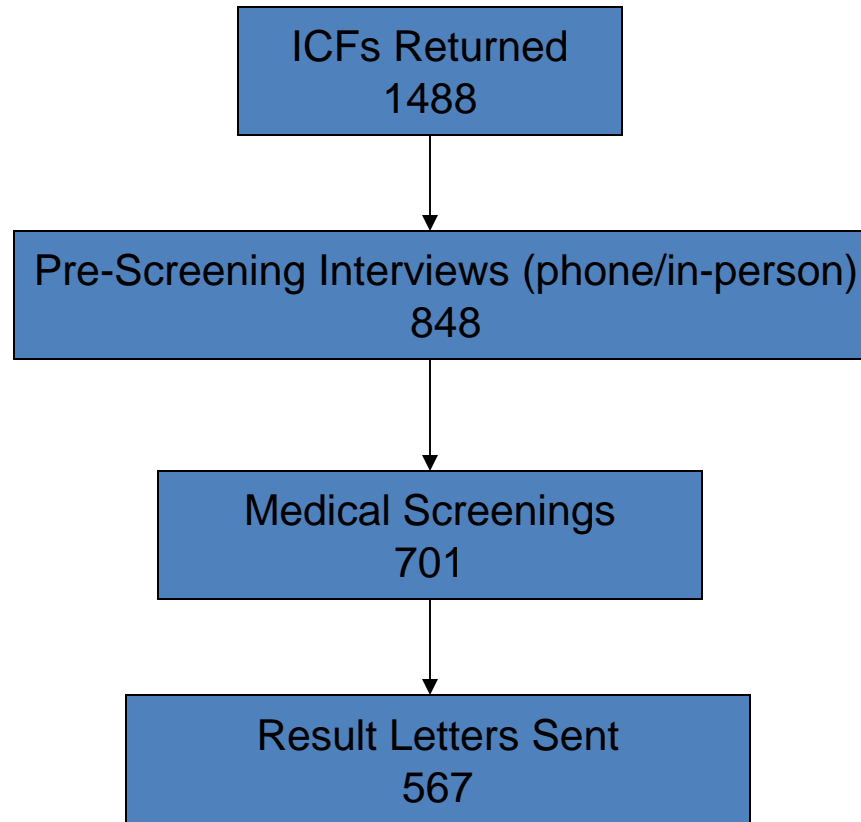 ICFs Returned
1488
Pre-Screening Interviews (phone/in-person)
848
Medical Screenings
701
Result Letters Sent
567